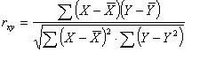 r_xy = ∑(X − X̄)(Y − Ȳ) / √(∑(X − X̄)² · ∑(Y − Y²))